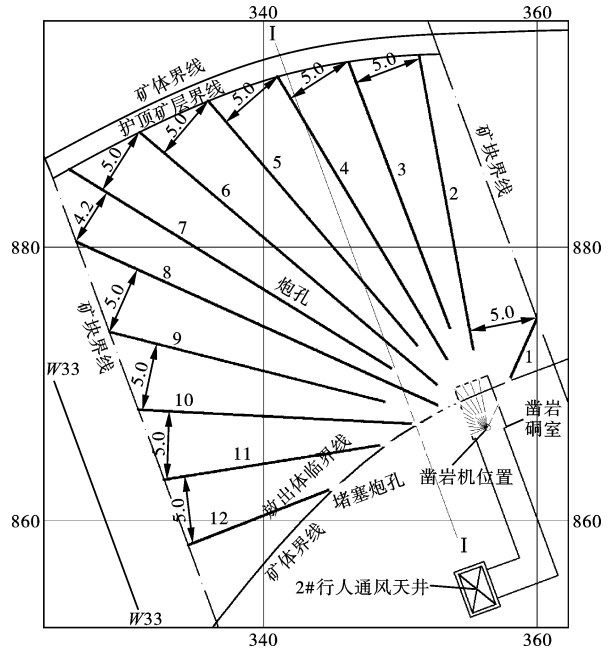 340
360
I
矿体界线
护顶矿层界线
矿块界线
5.0
5.0
5.0
5.0
5.0
4.2
5
4
3
2
6
7
880
880
8
炮孔
5.0
5.0
矿块界线
9
1
W33
5.0
10
凿岩
硐室
5.0
11
放出体临界线
凿岩机位置
堵塞炮孔
5.0
12
860
860
矿体界线
I
2#行人通风天井
W33
340
360